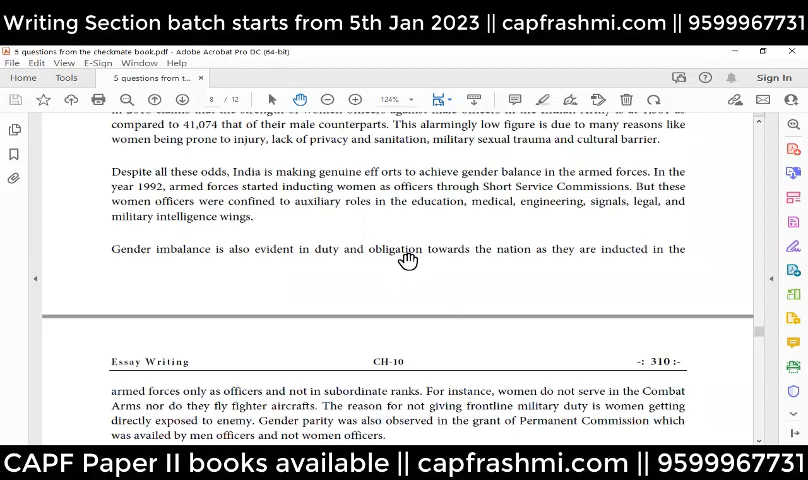 Writing Section batch starts from 5th Jan 2023 || capfrashmi.com || 9599967731
5 questions from the checkmate book.pdf - Adobe Acrobat Pro DC (64-bit)
File Edit View E-Sign Window Help
Home Tools 5 questions from t... × Sign In
8 / 12 124%
compared to 41,074 that of their male counterparts. This alarmingly low figure is due to many reasons like
women being prone to injury, lack of privacy and sanitation, military sexual trauma and cultural barrier.
Despite all these odds, India is making genuine eff orts to achieve gender balance in the armed forces. In the
year 1992, armed forces started inducting women as officers through Short Service Commissions. But these
women officers were confined to auxiliary roles in the education, medical, engineering, signals, legal, and
military intelligence wings.
Gender imbalance is also evident in duty and obligation towards the nation as they are inducted in the
Essay Writing CH-10 -: 310 :-
armed forces only as officers and not in subordinate ranks. For instance, women do not serve in the Combat
Arms nor do they fly fighter aircrafts. The reason for not giving frontline military duty is women getting
directly exposed to enemy. Gender parity was also observed in the grant of Permanent Commission which
was availed by men officers and not women officers.
CAPF Paper II books available || capfrashmi.com || 9599967731